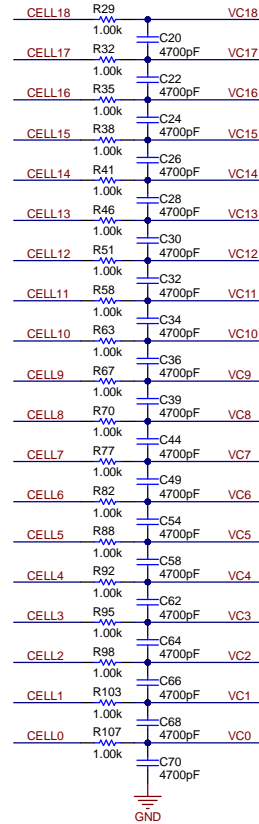 CELL18 R29 VC18
1.00k
C20
4700pF
CELL17 R32 VC17
1.00k
C22
4700pF
CELL16 R35 VC16
1.00k
C24
4700pF
CELL15 R38 VC15
1.00k
C26
4700pF
CELL14 R41 VC14
1.00k
C28
4700pF
CELL13 R46 VC13
1.00k
C30
4700pF
CELL12 R51 VC12
1.00k
C32
4700pF
CELL11 R58 VC11
1.00k
C34
4700pF
CELL10 R63 VC10
1.00k
C36
4700pF
CELL9 R67 VC9
1.00k
C39
4700pF
CELL8 R70 VC8
1.00k
C44
4700pF
CELL7 R77 VC7
1.00k
C49
4700pF
CELL6 R82 VC6
1.00k
C54
4700pF
CELL5 R88 VC5
1.00k
C58
4700pF
CELL4 R92 VC4
1.00k
C62
4700pF
CELL3 R95 VC3
1.00k
C64
4700pF
CELL2 R98 VC2
1.00k
C66
4700pF
CELL1 R103 VC1
1.00k
C68
4700pF
CELL0 R107 VC0
1.00k
C70
4700pF
GND